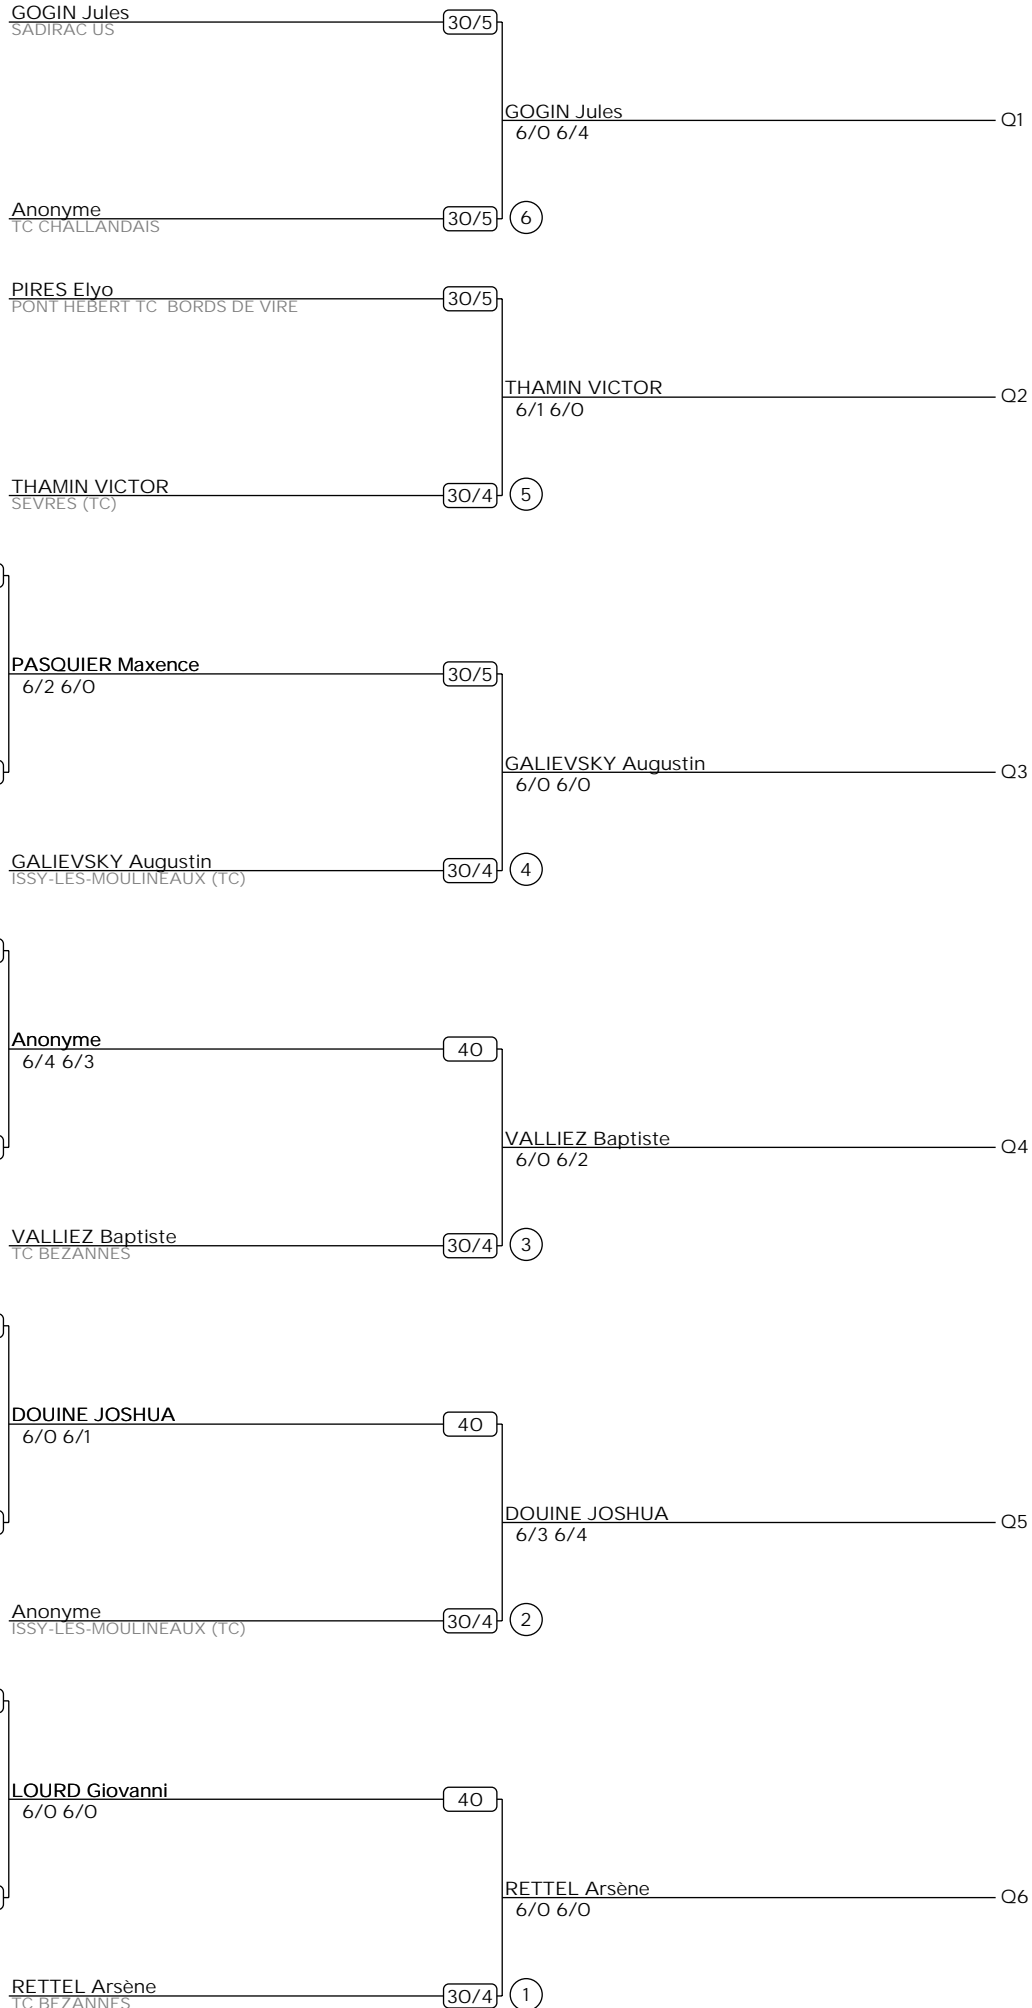 GOGIN Jules
SADIRAC US
30/5
GOGIN Jules
6/0 6/4
Q1
Anonyme
TC CHALLANDAIS
30/5
6
PIRES Elyo
PONT HEBERT TC BORDS DE VIRE
30/5
THAMIN VICTOR
6/1 6/0
Q2
THAMIN VICTOR
SEVRES (TC)
30/4
5
PASQUIER Maxence
6/2 6/0
30/5
GALIEVSKY Augustin
6/0 6/0
Q3
GALIEVSKY Augustin
ISSY-LES-MOULINEAUX (TC)
30/4
4
Anonyme
6/4 6/3
40
VALLIEZ Baptiste
6/0 6/2
Q4
VALLIEZ Baptiste
TC BEZANNES
30/4
3
DOUINE JOSHUA
6/0 6/1
40
DOUINE JOSHUA
6/3 6/4
Q5
Anonyme
ISSY-LES-MOULINEAUX (TC)
30/4
2
LOURD Giovanni
6/0 6/0
40
RETTEL Arsène
6/0 6/0
Q6
RETTEL Arsène
TC BEZANNES
30/4
1